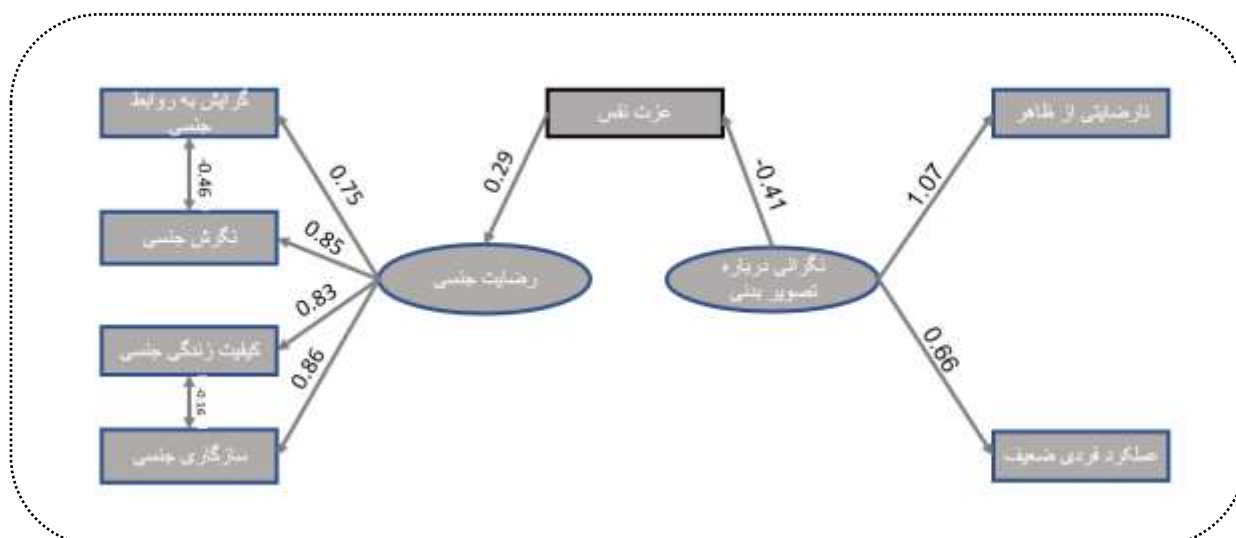 گرایش به روابط
جنسی
عزت نفس
نارضایتی از ظاهر
-0.46
0.75
0.29
-0.41
1.07
نگرش جنسی
0.85
رضایت جنسی
نگرانی درباره
تصویر بدنی
0.83
کیفیت زندگی جنسی
0.86
0.66
-0.16
سازگاری جنسی
عملکرد فردی ضعیف